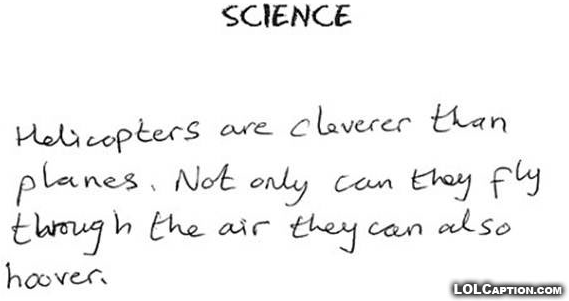 SCIENCE
Helicopters are cleverer than
planes. Not only can they fly
through the air they can also
hoover.
LOLCaption.com